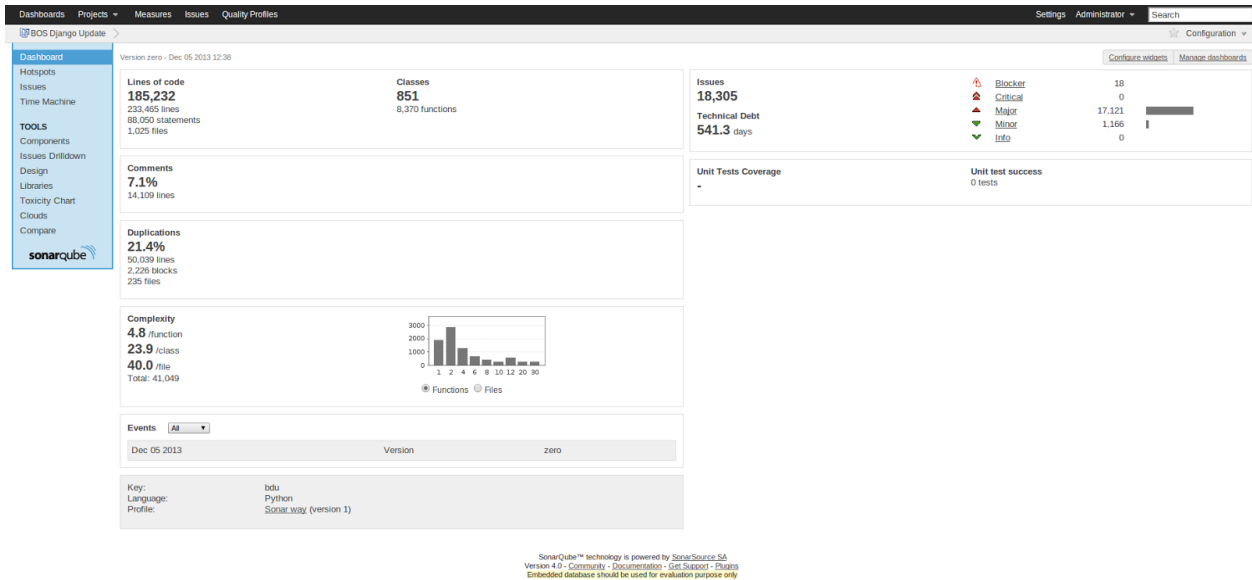 Dashboards Projects Measures Issues Quality Profiles Settings Administrator Search
BOS Django Update Configuration
Dashboard
Hotspots
Issues
Time Machine
TOOLS
Components
Issues Drilldown
Design
Libraries
Toxicity Chart
Clouds
Compare
sonarqube
Version zero - Dec 05 2013 12:38
Configure widgets Manage dashboards
Lines of code
185,232
233,465 lines
88,050 statements
1,025 files
Classes
851
8,370 functions
Comments
7.1%
14,109 lines
Duplications
21.4%
50,039 lines
2,226 blocks
235 files
Complexity
4.8 /function
23.9 /class
40.0 /file
Total: 41,049
3000
2000
1000
0
1 2 4 6 8 10 12 20 30
Functions Files
Events All
Dec 05 2013 Version zero
Key: bdu
Language: Python
Profile: Sonar way (version 1)
Issues
18,305
Technical Debt
541.3 days
Blocker 18
Critical 0
Major 17,121
Minor 1,166
Info 0
Unit Tests Coverage
-
Unit test success
0 tests
SonarQube™ technology is powered by SonarSource SA
Version 4.0 - Community - Documentation - Get Support - Plugins
Embedded database should be used for evaluation purpose only